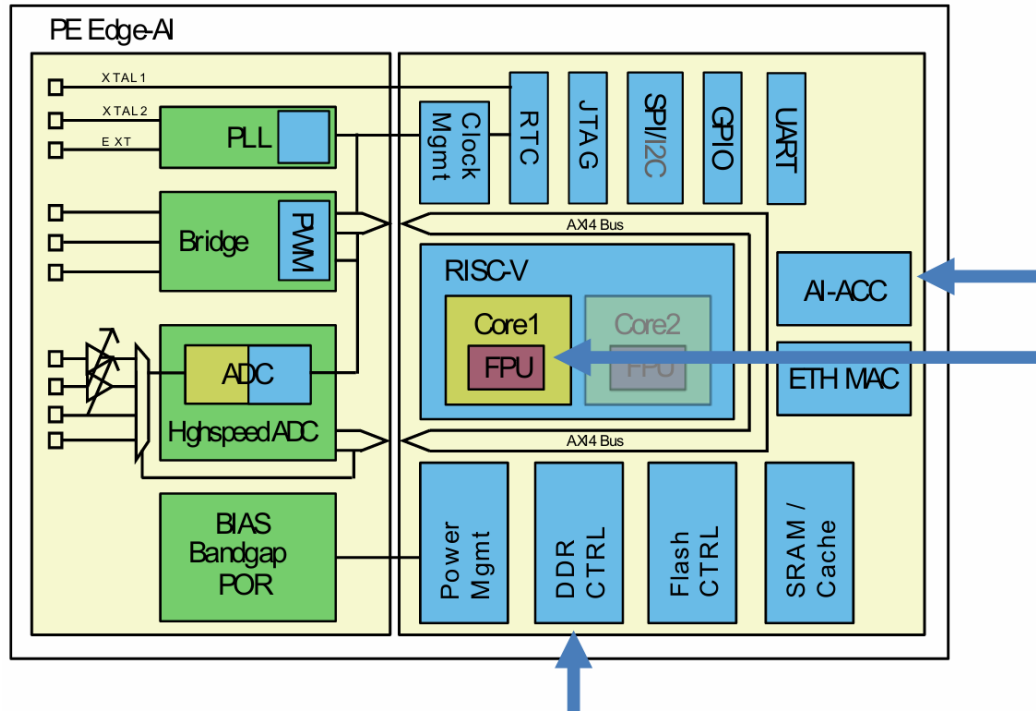 PE Edge-AI
XTAL1
XTAL2
EXT
PLL
Bridge
PWM
ADC
Hghspeed ADC
BIAS
Bandgap
POR
Clock
Mgmt
RTC
JTAG
SPI/I2C
GPIO
UART
AXI4 Bus
RISC-V
Core1
FPU
Core2
FPU
AI-ACC
ETH MAC
AXI4 Bus
Power
Mgmt
DDR
CTRL
Flash
CTRL
SRAM /
Cache